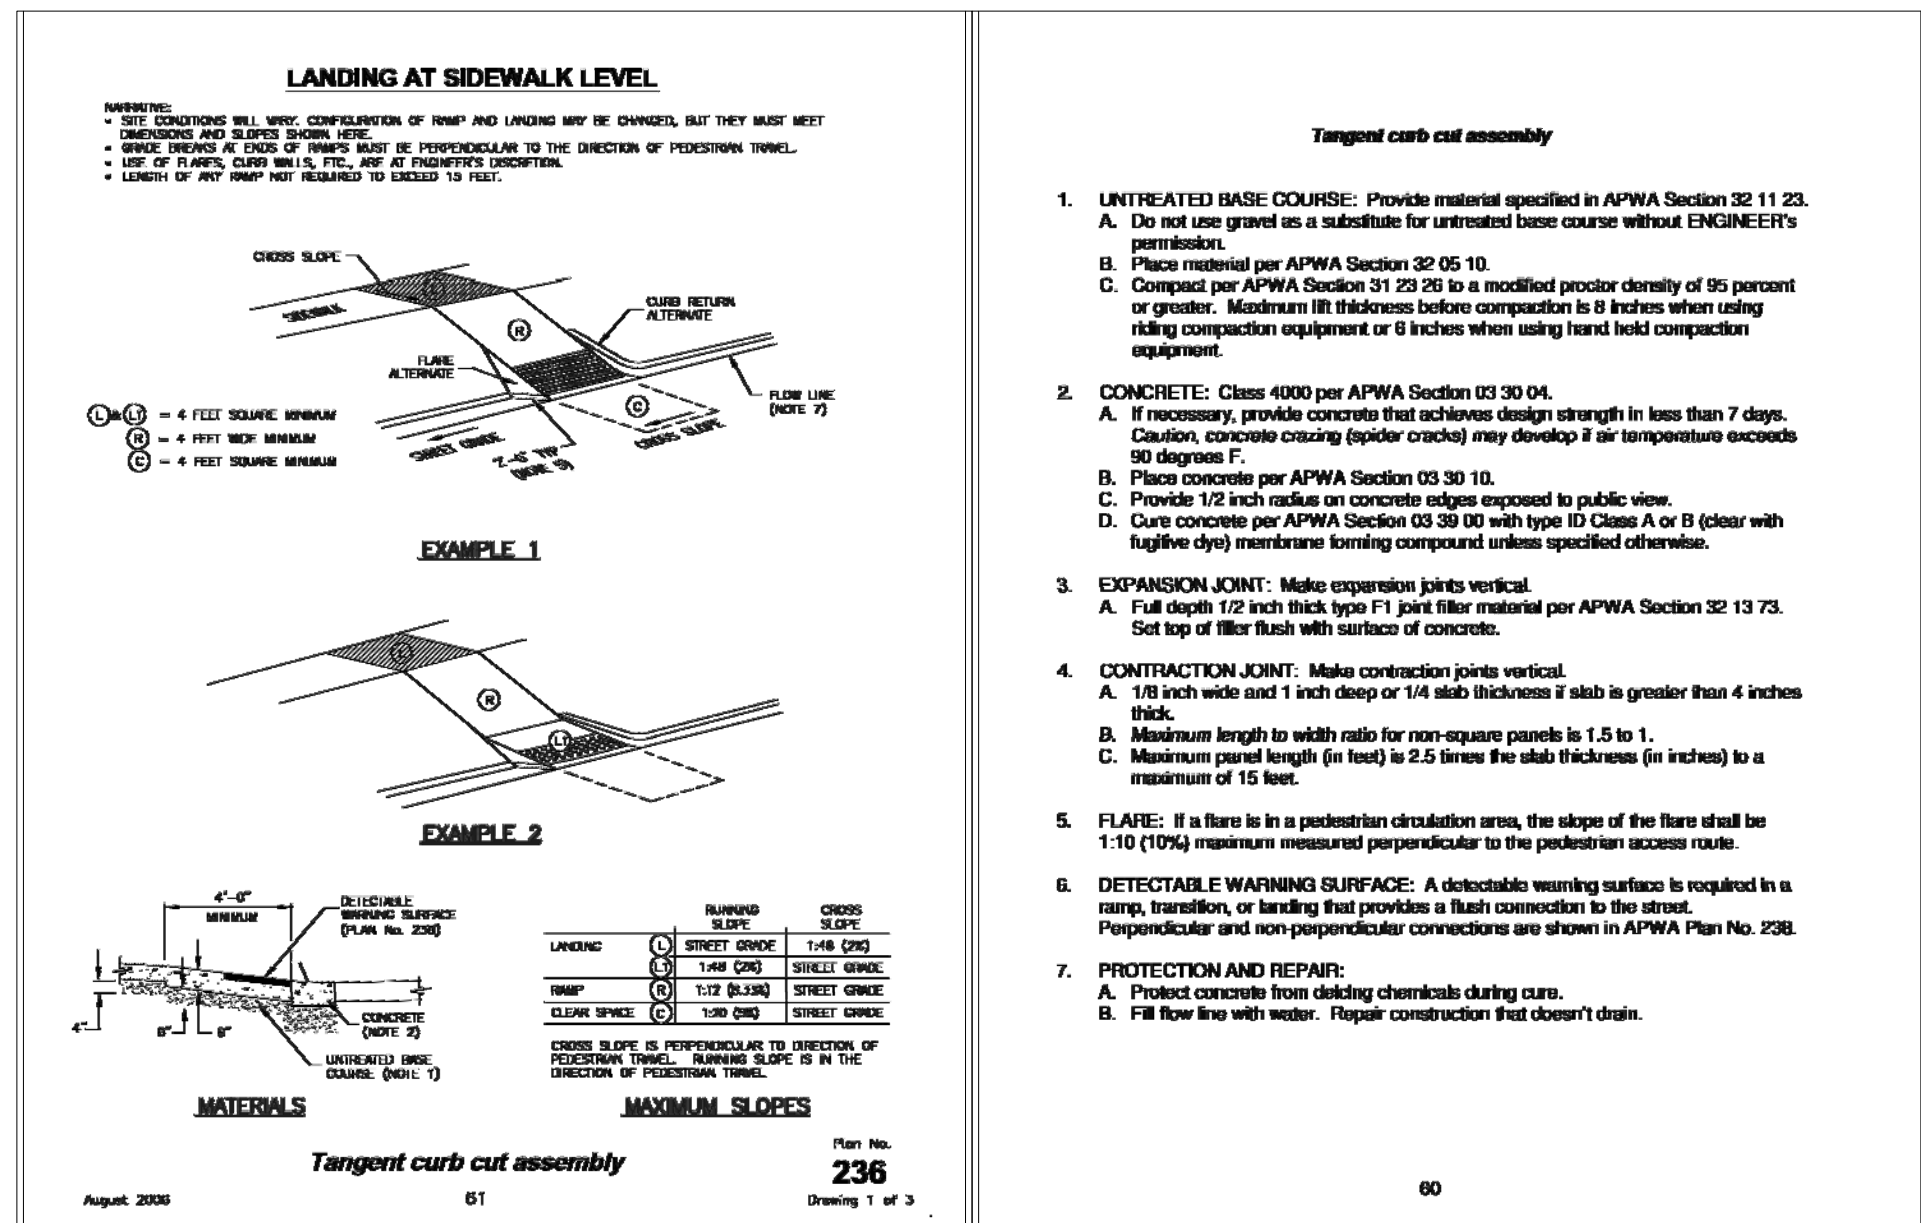 LANDING AT SIDEWALK LEVEL
NARRATIVE:
• SITE CONDITIONS WILL VARY. CONFIGURATION OF RAMP AND LANDING MAY BE CHANGED, BUT THEY MUST MEET
DIMENSIONS AND SLOPES SHOWN HERE.
• GRADE BREAKS AT ENDS OF RAMPS MUST BE PERPENDICULAR TO THE DIRECTION OF PEDESTRIAN TRAVEL.
• USE OF FLARES, CURB WALLS, ETC., ARE AT ENGINEER'S DISCRETION.
• LENGTH OF ANY RAMP NOT REQUIRED TO EXCEED 15 FEET.
CROSS SLOPE
L
SIDEWALK
CURB RETURN
ALTERNATE
R
FLARE
ALTERNATE
FLOW LINE
(NOTE 7)
C
STREET GRADE
CROSS SLOPE
2'-6" TYP
(NOTE 5)
L & LT = 4 FEET SQUARE MINIMUM
R = 4 FEET WIDE MINIMUM
C = 4 FEET SQUARE MINIMUM
EXAMPLE 1
L
R
LT
EXAMPLE 2
4'-0"
MINIMUM
DETECTABLE
WARNING SURFACE
(PLAN No. 238)
4"
6"
6"
CONCRETE
(NOTE 2)
UNTREATED BASE
COURSE (NOTE 1)
MATERIALS
RUNNING SLOPE CROSS SLOPE
LANDING L STREET GRADE 1:48 (2%)
LT 1:48 (2%) STREET GRADE
RAMP R 1:12 (8.33%) STREET GRADE
CLEAR SPACE C 1:20 (5%) STREET GRADE
CROSS SLOPE IS PERPENDICULAR TO DIRECTION OF
PEDESTRIAN TRAVEL. RUNNING SLOPE IS IN THE
DIRECTION OF PEDESTRIAN TRAVEL
MAXIMUM SLOPES
Tangent curb cut assembly
Plan No.
236
August 2006
61
Drawing 1 of 3
Tangent curb cut assembly
1. UNTREATED BASE COURSE: Provide material specified in APWA Section 32 11 23.
A. Do not use gravel as a substitute for untreated base course without ENGINEER's
permission.
B. Place material per APWA Section 32 05 10.
C. Compact per APWA Section 31 23 26 to a modified proctor density of 95 percent
or greater. Maximum lift thickness before compaction is 8 inches when using
riding compaction equipment or 6 inches when using hand held compaction
equipment.
2. CONCRETE: Class 4000 per APWA Section 03 30 04.
A. If necessary, provide concrete that achieves design strength in less than 7 days.
Caution, concrete crazing (spider cracks) may develop if air temperature exceeds
90 degrees F.
B. Place concrete per APWA Section 03 30 10.
C. Provide 1/2 inch radius on concrete edges exposed to public view.
D. Cure concrete per APWA Section 03 39 00 with type ID Class A or B (clear with
fugitive dye) membrane forming compound unless specified otherwise.
3. EXPANSION JOINT: Make expansion joints vertical.
A. Full depth 1/2 inch thick type F1 joint filler material per APWA Section 32 13 73.
Set top of filler flush with surface of concrete.
4. CONTRACTION JOINT: Make contraction joints vertical.
A. 1/8 inch wide and 1 inch deep or 1/4 slab thickness if slab is greater than 4 inches
thick.
B. Maximum length to width ratio for non-square panels is 1.5 to 1.
C. Maximum panel length (in feet) is 2.5 times the slab thickness (in inches) to a
maximum of 15 feet.
5. FLARE: If a flare is in a pedestrian circulation area, the slope of the flare shall be
1:10 (10%) maximum measured perpendicular to the pedestrian access route.
6. DETECTABLE WARNING SURFACE: A detectable warning surface is required in a
ramp, transition, or landing that provides a flush connection to the street.
Perpendicular and non-perpendicular connections are shown in APWA Plan No. 238.
7. PROTECTION AND REPAIR:
A. Protect concrete from deicing chemicals during cure.
B. Fill flow line with water. Repair construction that doesn't drain.
60